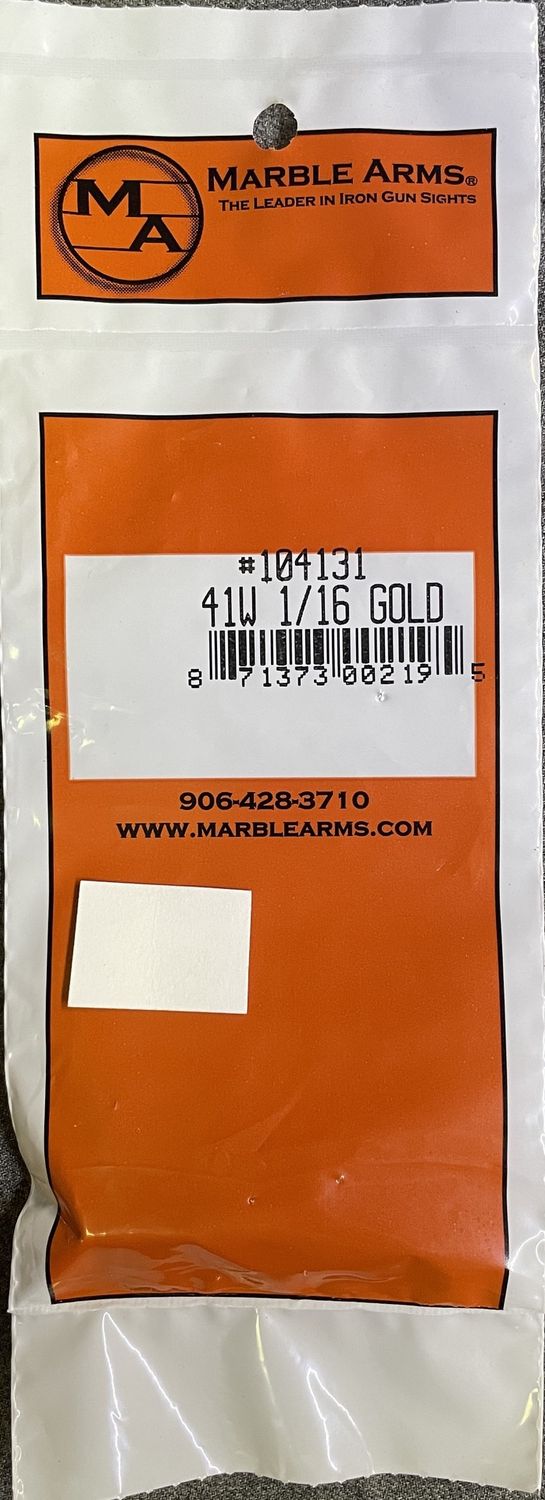 MA
MARBLE ARMS®
THE LEADER IN IRON GUN SIGHTS
#104131
41W 1/16 GOLD
8 71373 00219 5
906-428-3710
WWW.MARBLEARMS.COM